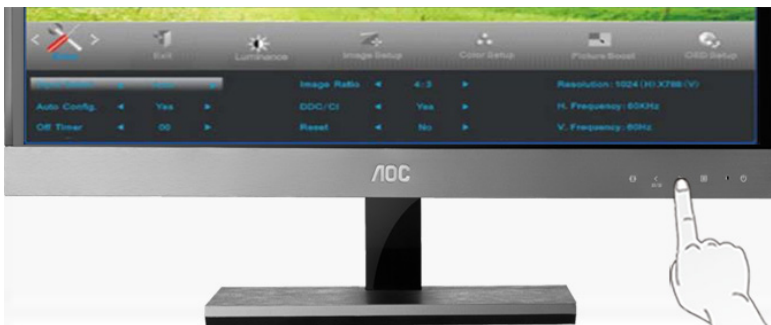 < >
Exit
Luminance
Image Setup
Color Setup
Picture Boost
OSD Setup
Image Ratio ◄ 4:3 ►
Resolution: 1024 (H) X768 (V)
Auto Config. ◄ Yes ►
DDC/CI ◄ Yes ►
H. Frequency: 60KHz
Off Timer ◄ 00 ►
Reset ◄ No ►
V. Frequency: 60Hz
AOC